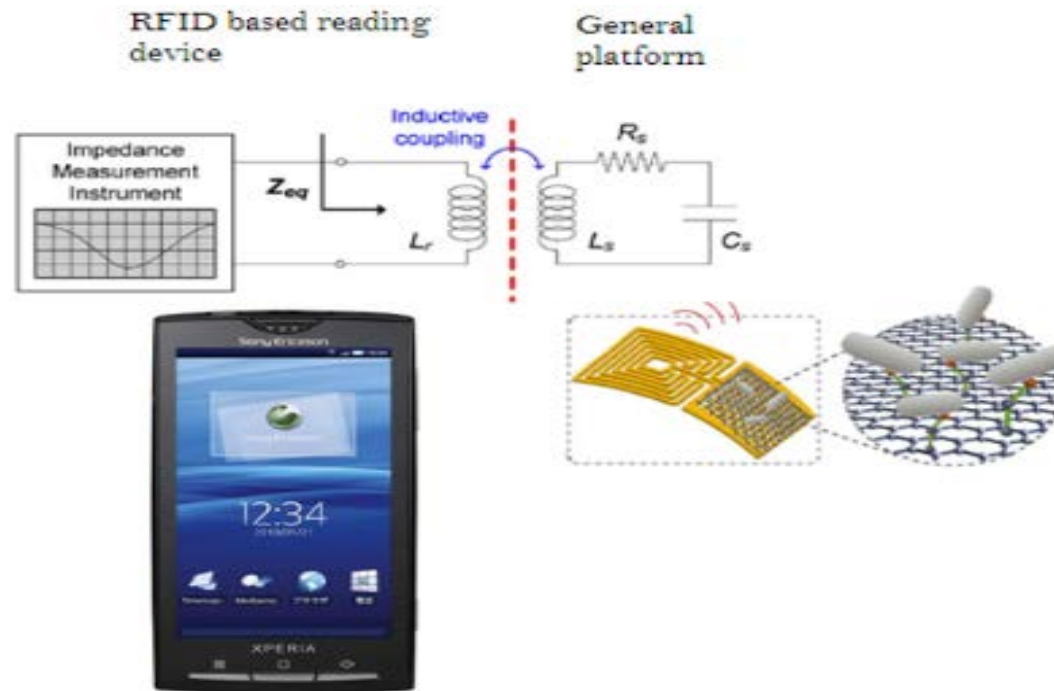 RFID based reading
device
General
platform
Impedance
Measurement
Instrument
Zeq
Inductive
coupling
Lr
Ls
Rs
Cs
Sony Ericsson
12:34
XPERIA